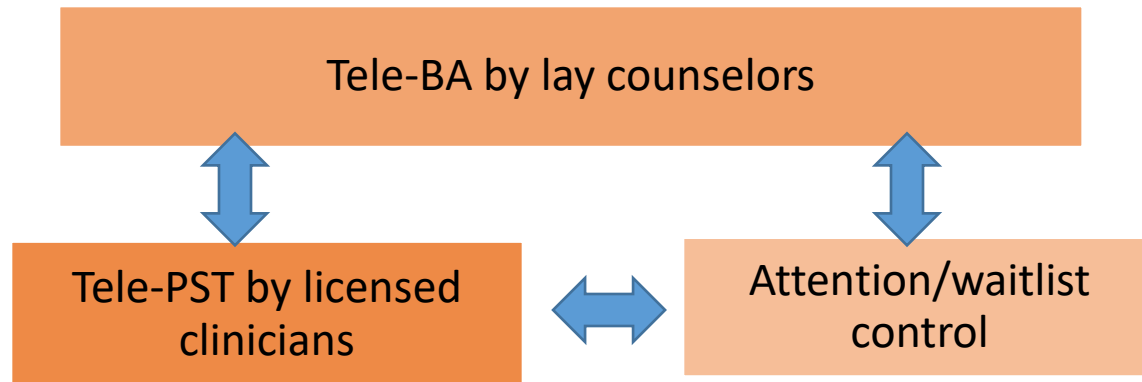 Tele-BA by lay counselors
Tele-PST by licensed
clinicians
Attention/waitlist
control